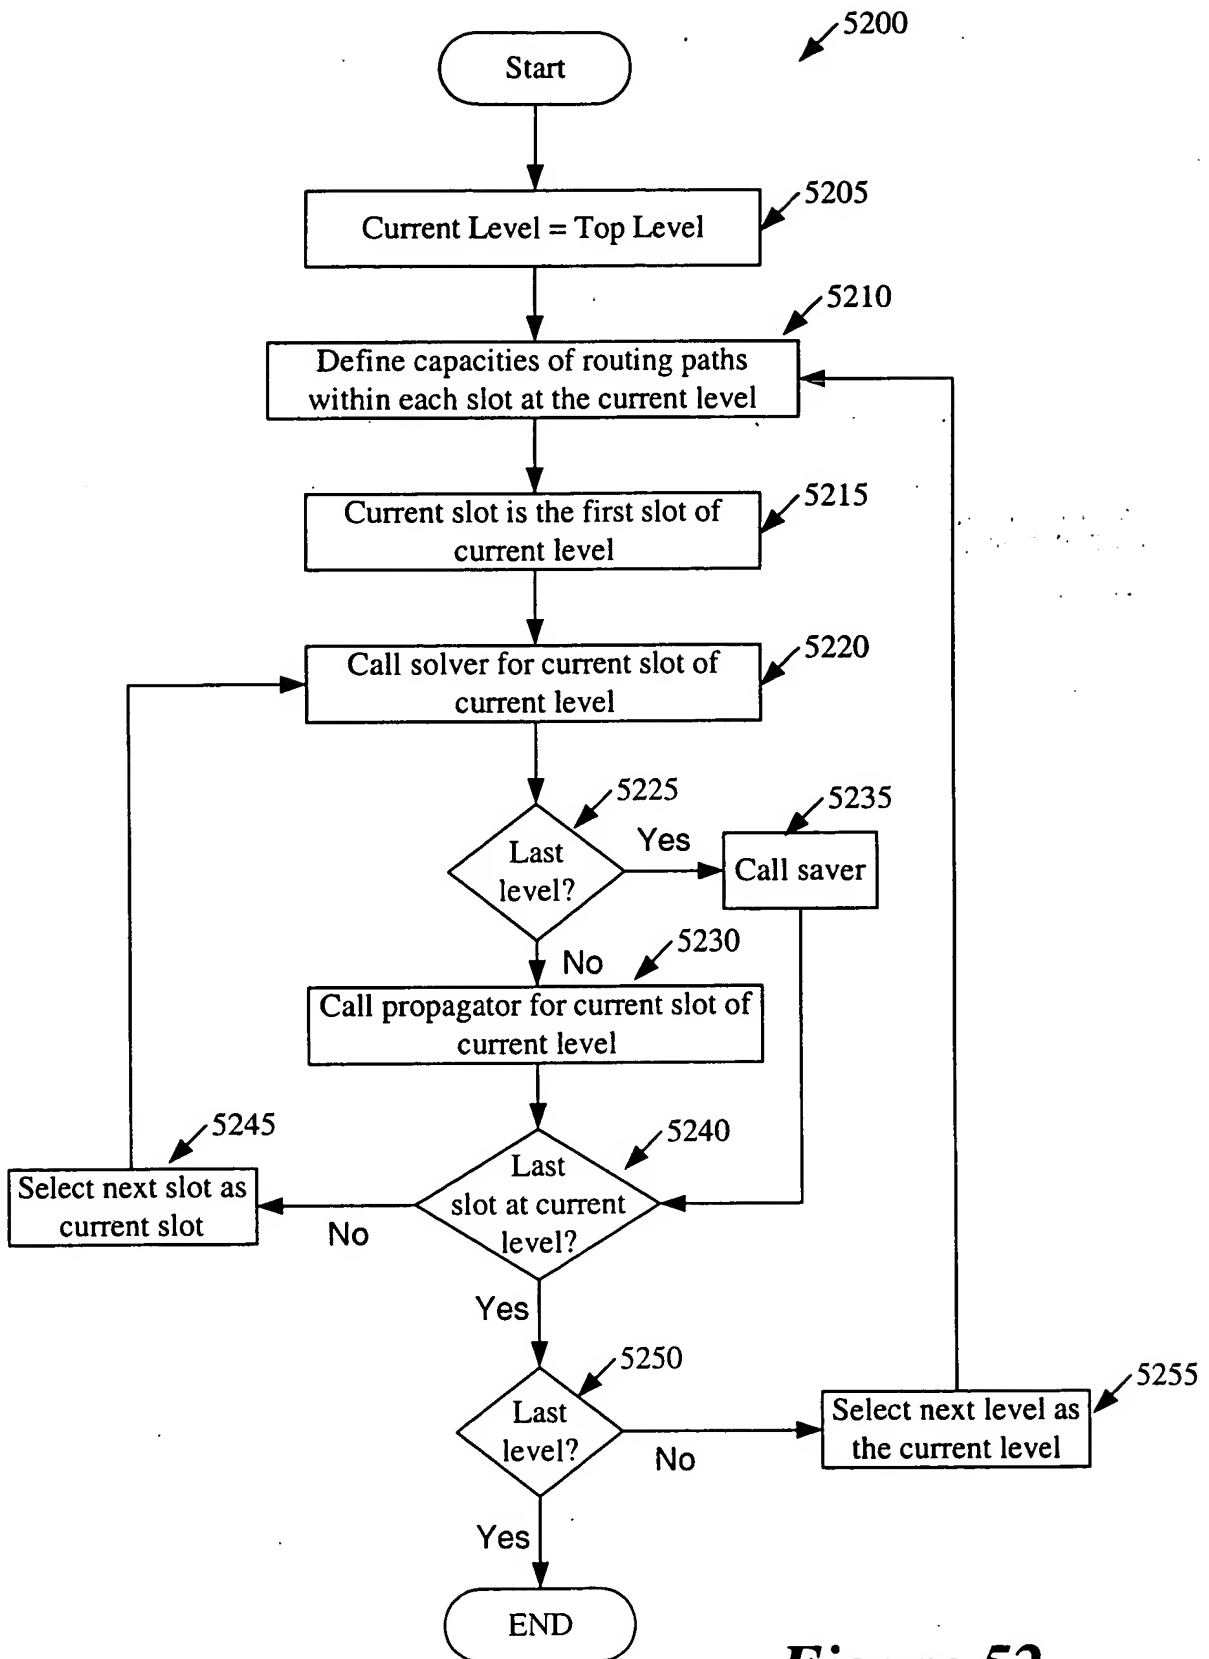 5200
Start
5205
Current Level = Top Level
5210
Define capacities of routing paths
within each slot at the current level
5215
Current slot is the first slot of
current level
5220
Call solver for current slot of
current level
5225
Last
level?
Yes
5235
Call saver
No
5230
Call propagator for current slot of
current level
5245
Select next slot as
current slot
No
5240
Last
slot at current
level?
Yes
5250
Last
level?
No
5255
Select next level as
the current level
Yes
END
Figure 52